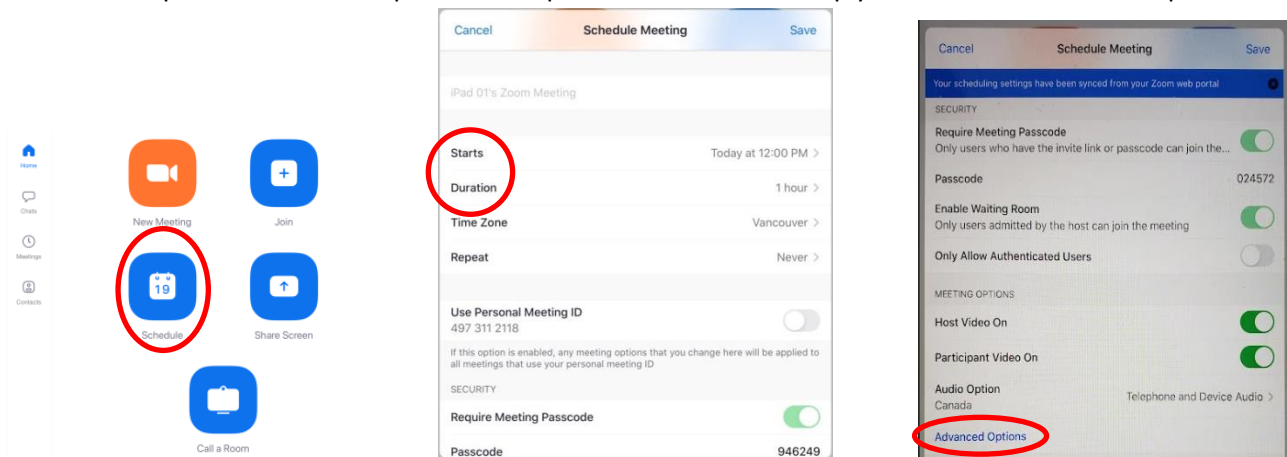 Home
Chats
Meetings
Contacts
New Meeting
Join
19
Schedule
Share Screen
Call a Room
Cancel Schedule Meeting Save
iPad 01's Zoom Meeting
Starts Today at 12:00 PM >
Duration 1 hour >
Time Zone Vancouver >
Repeat Never >
Use Personal Meeting ID
497 311 2118
If this option is enabled, any meeting options that you change here will be applied to
all meetings that use your personal meeting ID
SECURITY
Require Meeting Passcode
Passcode 946249
Cancel Schedule Meeting Save
Your scheduling settings have been synced from your Zoom web portal
SECURITY
Require Meeting Passcode
Only users who have the invite link or passcode can join the...
Passcode 024572
Enable Waiting Room
Only users admitted by the host can join the meeting
Only Allow Authenticated Users
MEETING OPTIONS
Host Video On
Participant Video On
Audio Option
Canada Telephone and Device Audio >
Advanced Options